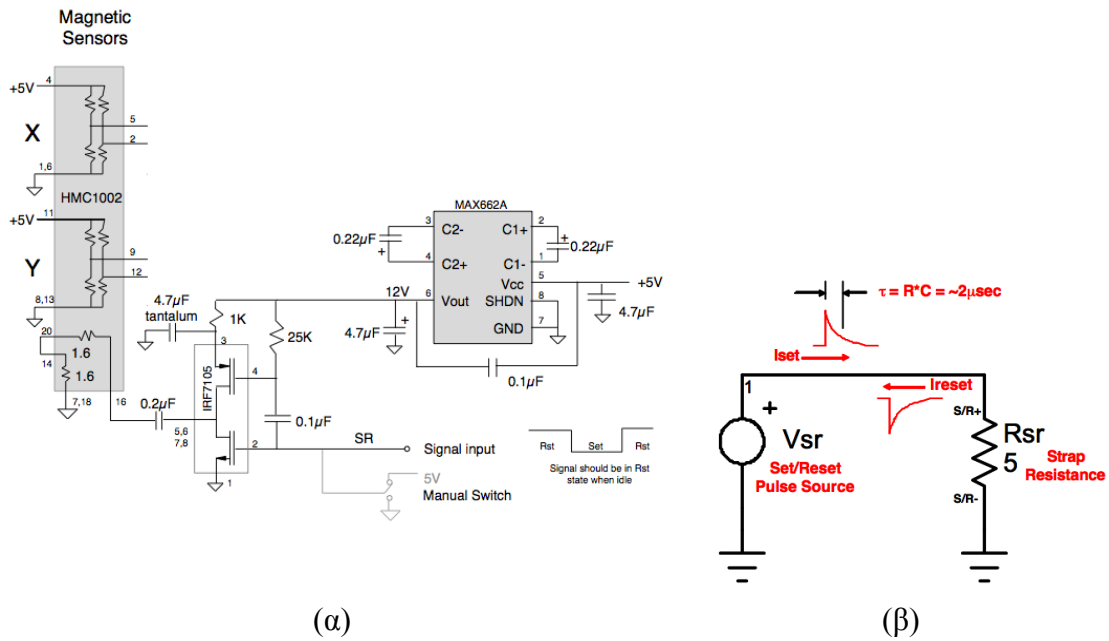 Magnetic
Sensors
+5V
4
X
5
2
1,6
HMC1002
+5V
11
Y
9
12
8,13
4.7µF
tantalum
20
14
1.6
1.6
7,18
16
0.2µF
5,6
7,8
1K
3
IRF7105
4
2
1
25K
0.1µF
12V
4.7µF
MAX662A
3
C2-
C1+
2
0.22µF
+
+
0.22µF
4
C2+
C1-
1
Vcc
5
+5V
6
Vout
SHDN
8
+
4.7µF
+
GND
7
0.1µF
SR
Signal input
5V
Manual Switch
Rst
Set
Rst
Signal should be in Rst
state when idle
τ = R*C = ~2µsec
Iset
Ireset
1
+
Vsr
Set/Reset
Pulse Source
S/R+
Rsr
5
Strap
Resistance
S/R-
(α)
(β)